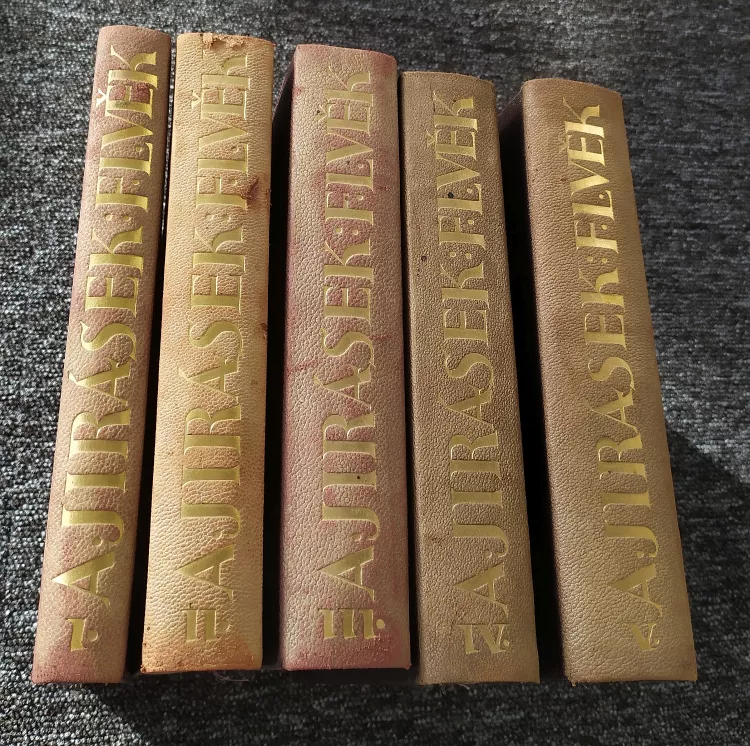 I. A. JIRÁSEK: F.L.VĚK
II. A. JIRÁSEK: F.L.VĚK
III. A. JIRÁSEK: F.L.VĚK
IV. A. JIRÁSEK: F.L.VĚK
V. A. JIRÁSEK: F.L.VĚK